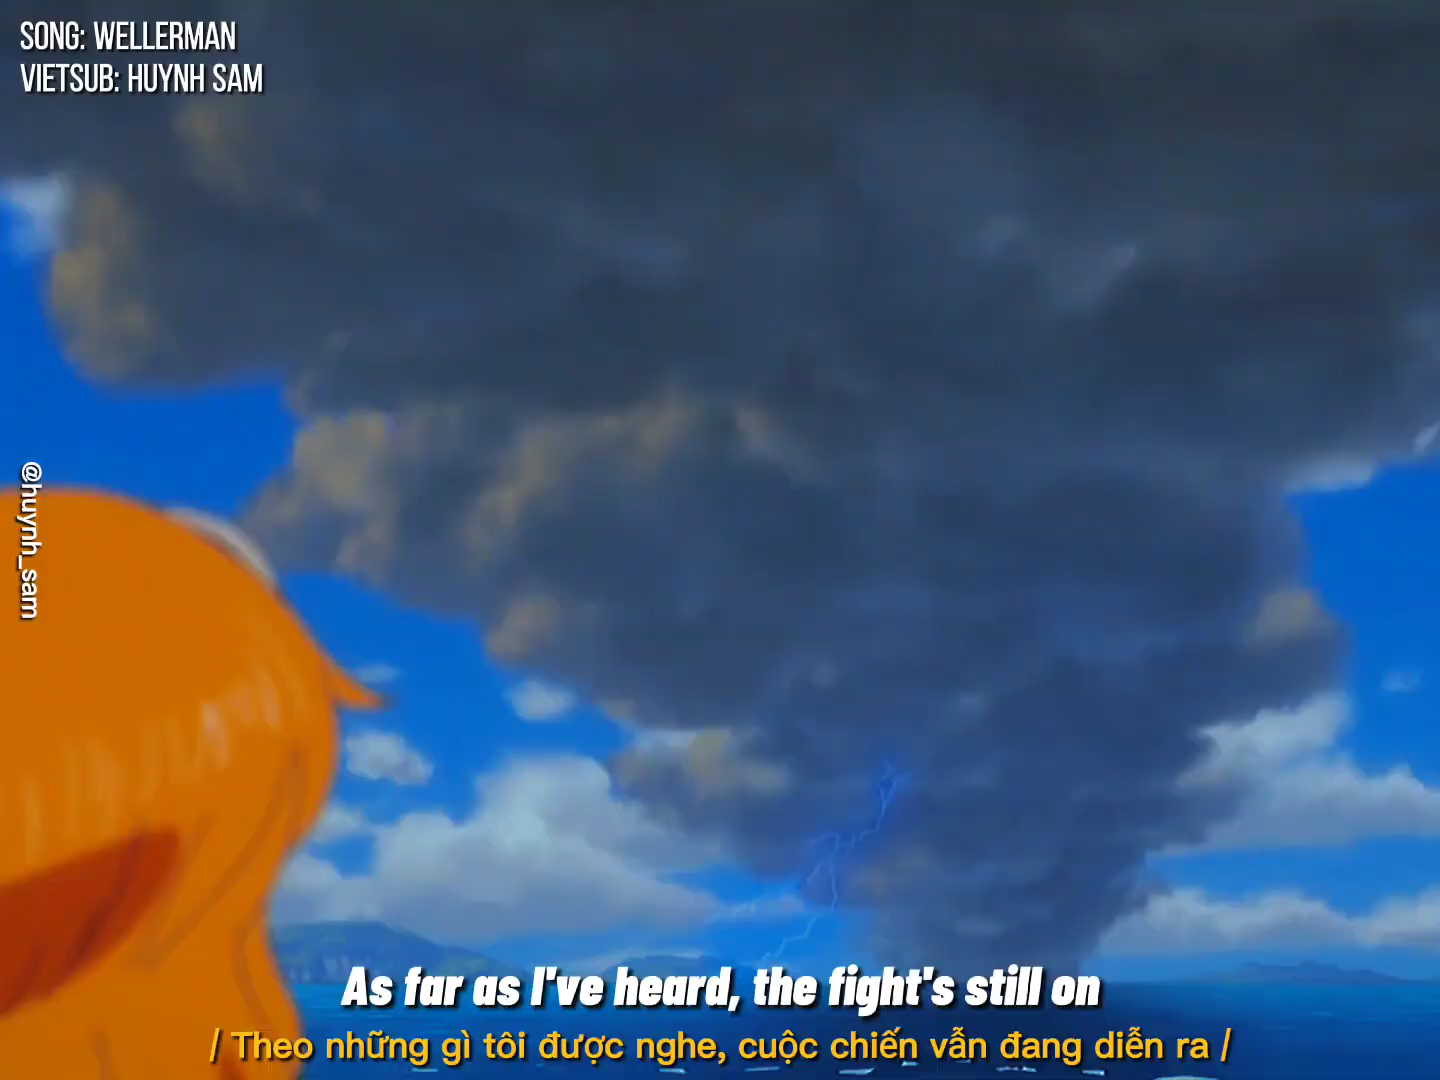 SONG: WELLERMAN
VIETSUB: HUYNH SAM
@huynh_sam
As far as I've heard, the fight's still on
/ Theo những gì tôi được nghe, cuộc chiến vẫn đang diễn ra /